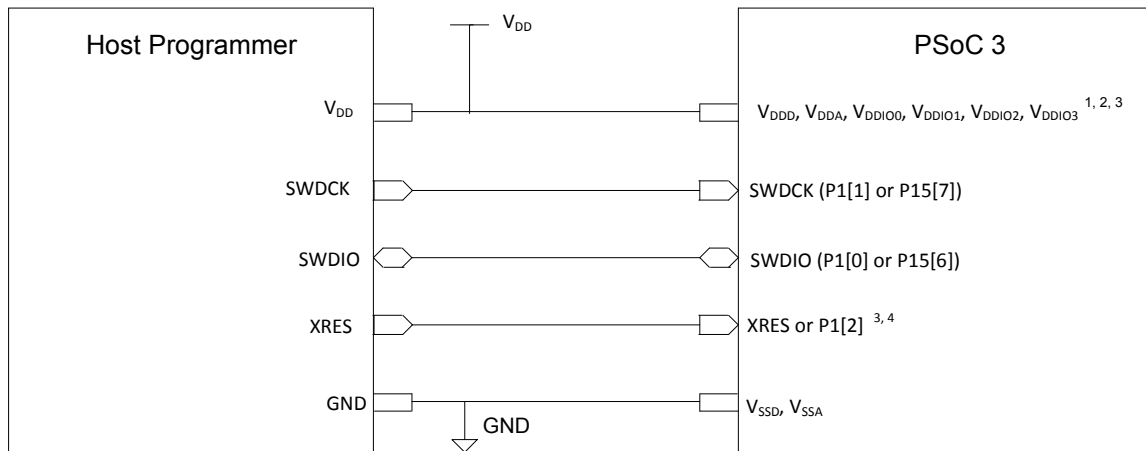 V_DD
Host Programmer
PSoC 3
V_DD
V_DDD, V_DDA, V_DDIO0, V_DDIO1, V_DDIO2, V_DDIO3 1, 2, 3
SWDCK
SWDCK (P1[1] or P15[7])
SWDIO
SWDIO (P1[0] or P15[6])
XRES
XRES or P1[2] 3, 4
GND
V_SSD, V_SSA
GND